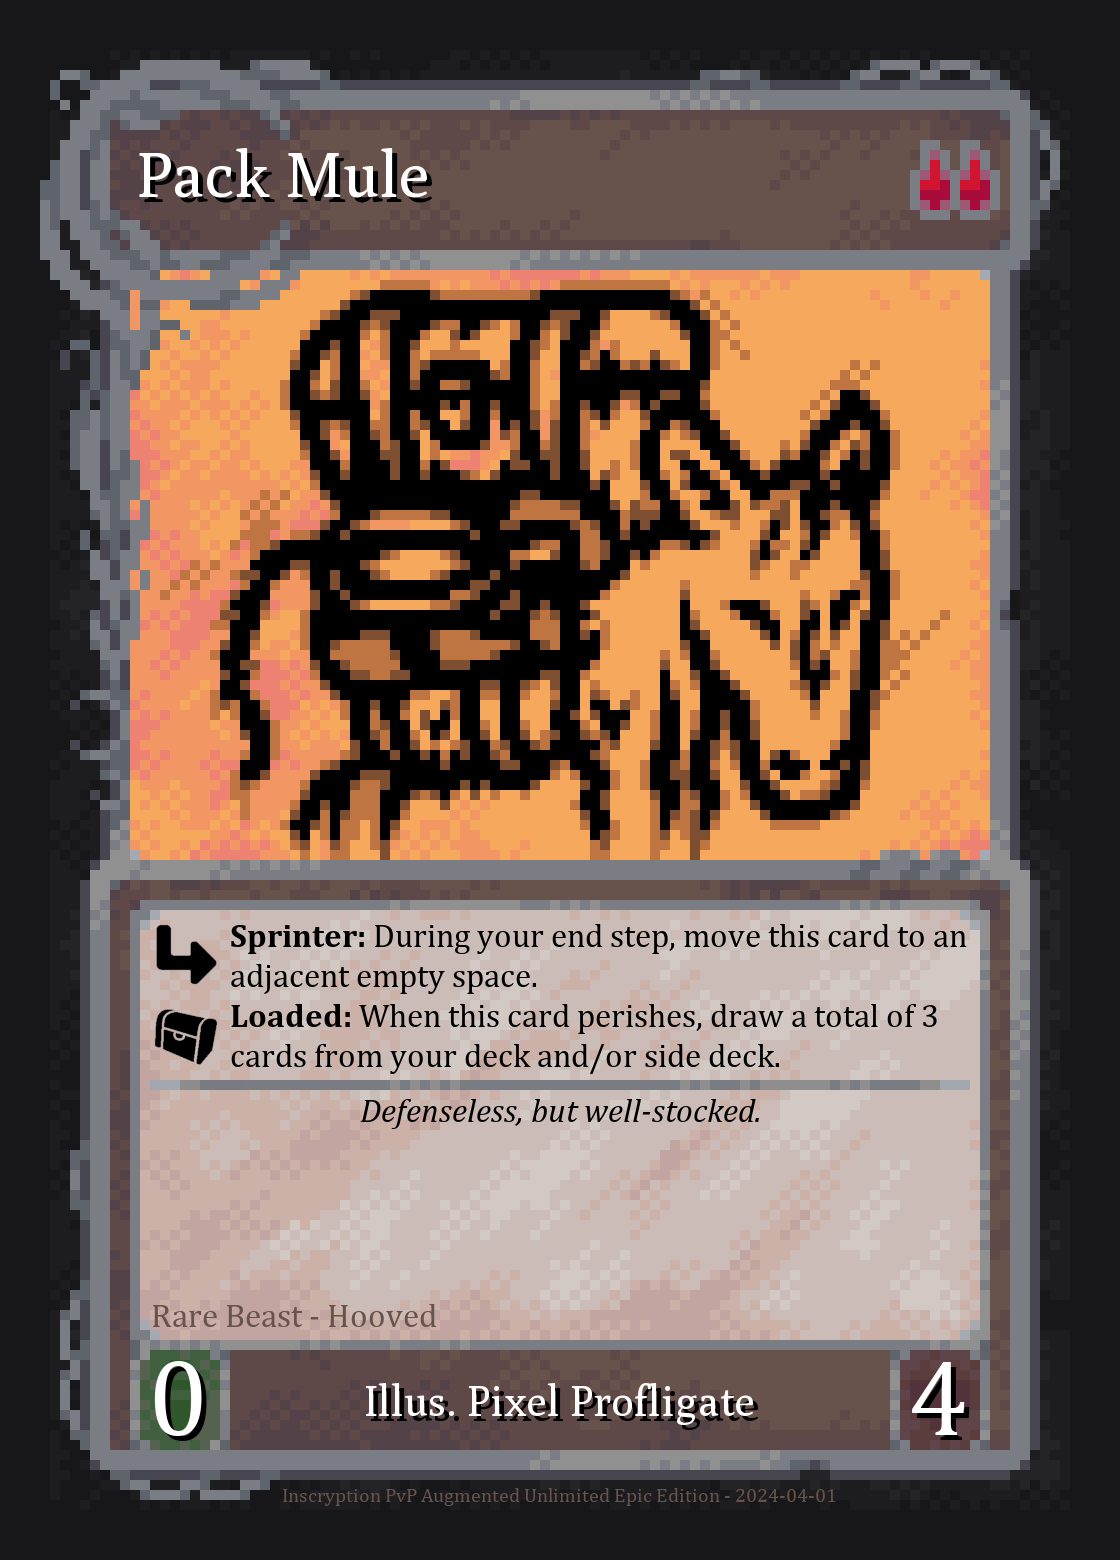 Pack Mule
Sprinter: During your end step, move this card to an
adjacent empty space.
Loaded: When this card perishes, draw a total of 3
cards from your deck and/or side deck.
Defenseless, but well-stocked.
Rare Beast - Hooved
0
Illus. Pixel Profligate
4
Inscryption PvP Augmented Unlimited Epic Edition - 2024-04-01